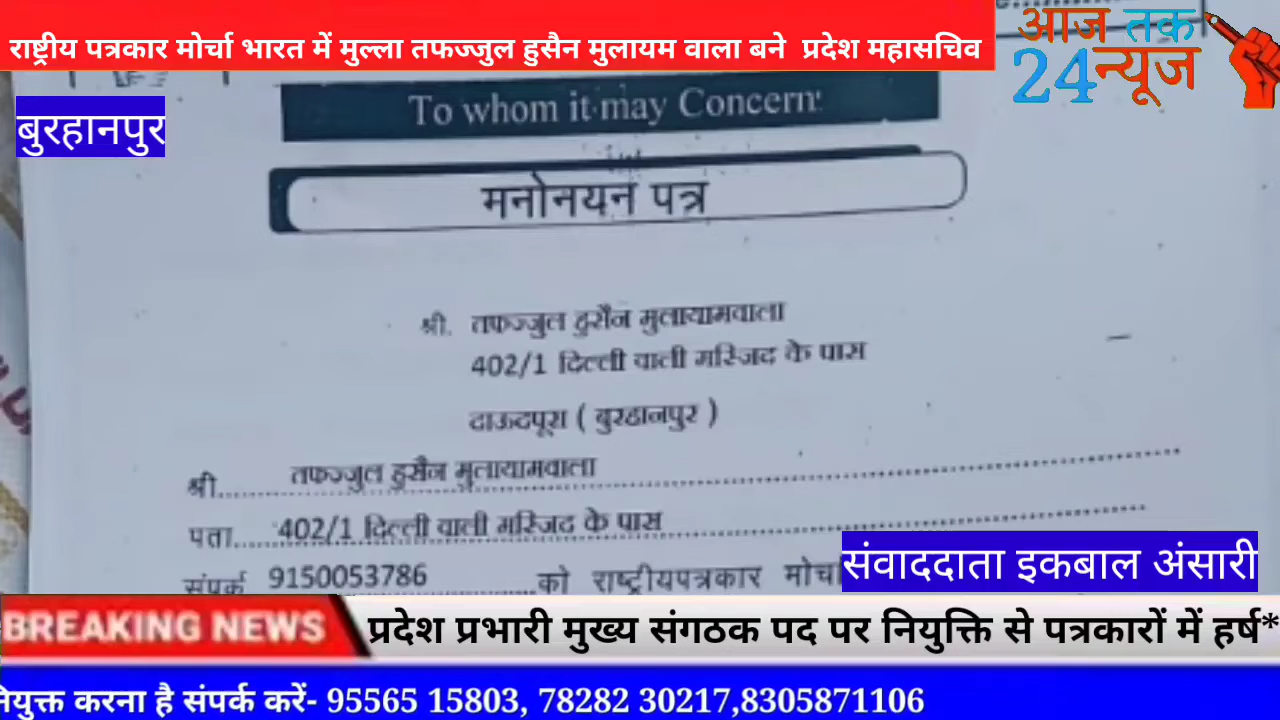 राष्ट्रीय पत्रकार मोर्चा भारत में मुल्ला तफज्जुल हुसैन मुलायम वाला बने प्रदेश महासचिव
आज तक
24न्यूज
बुरहानपुर
To whom it may Concern
मनोनयन पत्र
श्री. तफज्जुल हुसैन मुलायामवाला
402/1 दिल्ली वाली मस्जिद के पास
दाऊदपूरा ( बुरहानपुर )
श्री..... तफज्जुल हुसैन मुलायामवाला
पता..... 402/1 दिल्ली वाली मस्जिद के पास
संपर्क 9150053786 को राष्ट्रीयपत्रकार मोर्चा
संवाददाता इकबाल अंसारी
BREAKING NEWS
प्रदेश प्रभारी मुख्य संगठक पद पर नियुक्ति से पत्रकारों में हर्ष*
नियुक्त करना है संपर्क करें- 95565 15803, 78282 30217,8305871106